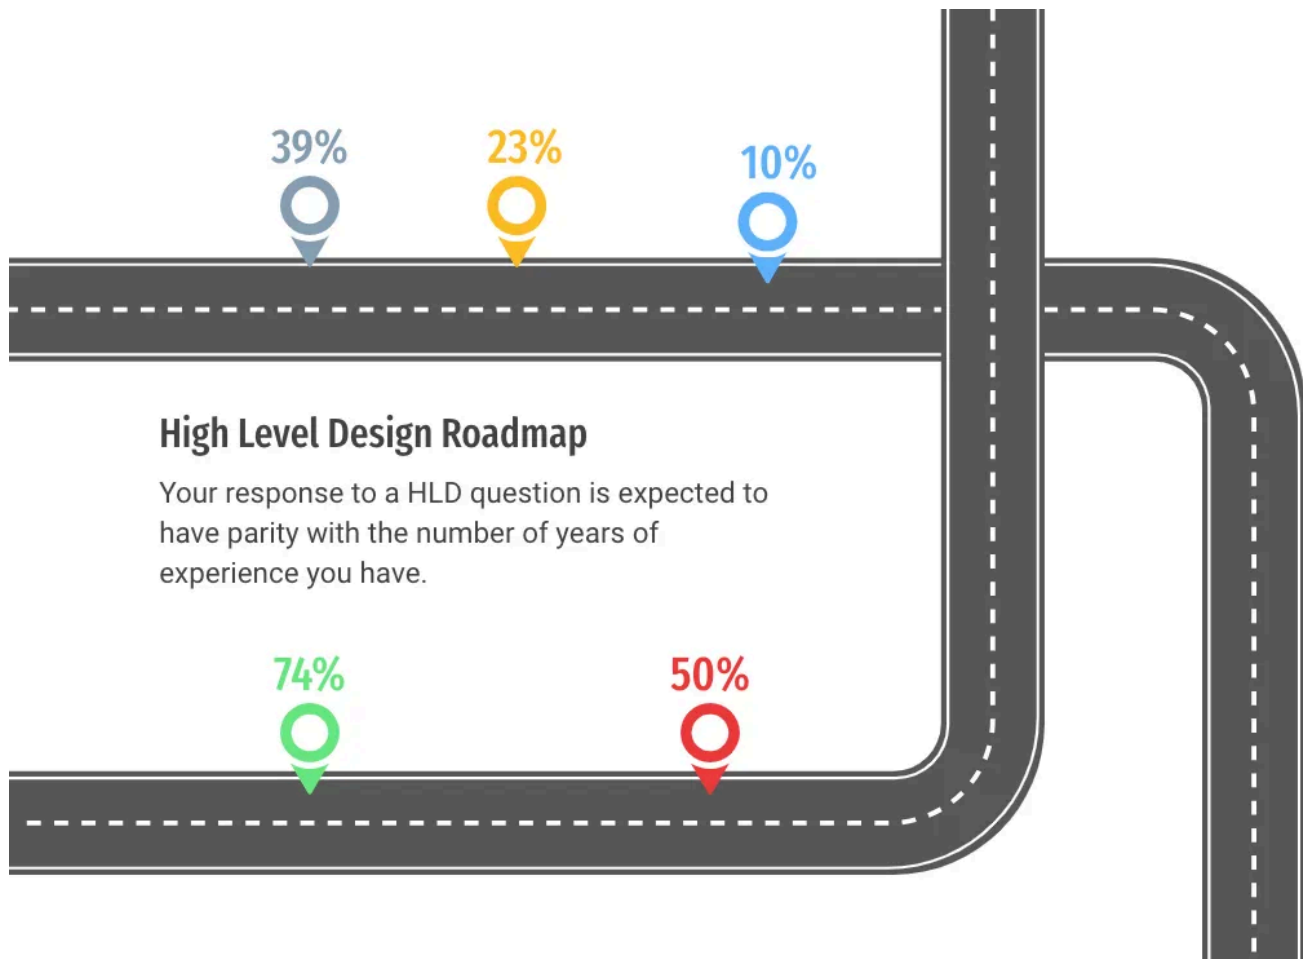 39%
23%
10%
High Level Design Roadmap
Your response to a HLD question is expected to
have parity with the number of years of
experience you have.
74%
50%